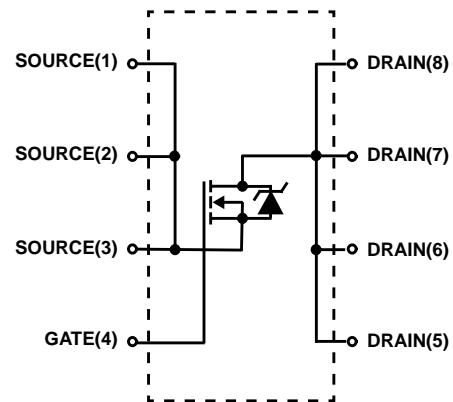 SOURCE(1)
DRAIN(8)
SOURCE(2)
DRAIN(7)
SOURCE(3)
DRAIN(6)
GATE(4)
DRAIN(5)